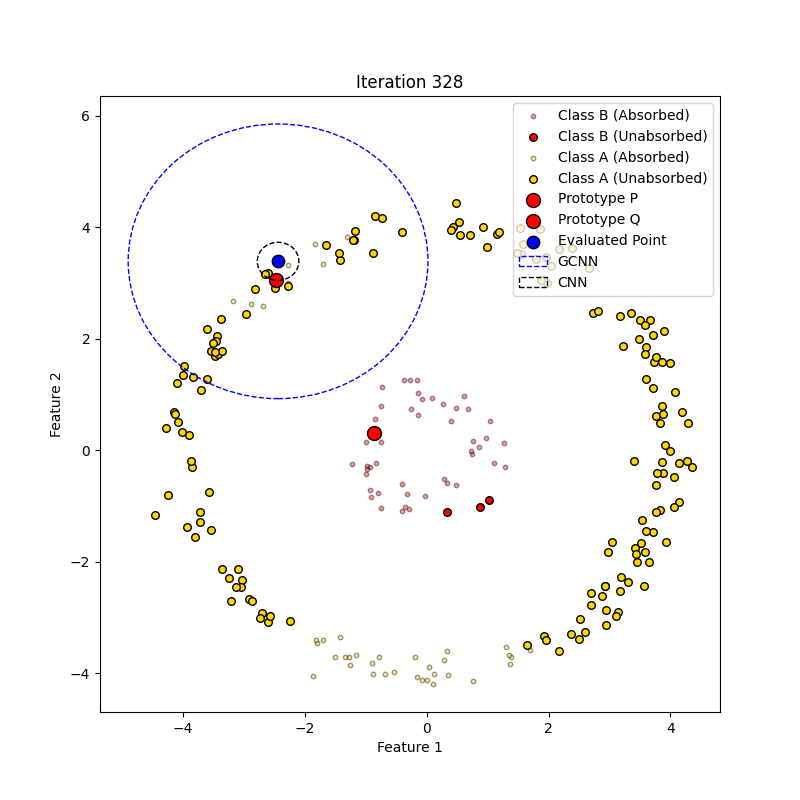 Iteration 328
Class B (Absorbed)
Class B (Unabsorbed)
Class A (Absorbed)
Class A (Unabsorbed)
Prototype P
Prototype Q
Evaluated Point
GCNN
CNN
6
4
2
0
−2
−4
Feature 2
−4
−2
0
2
4
Feature 1